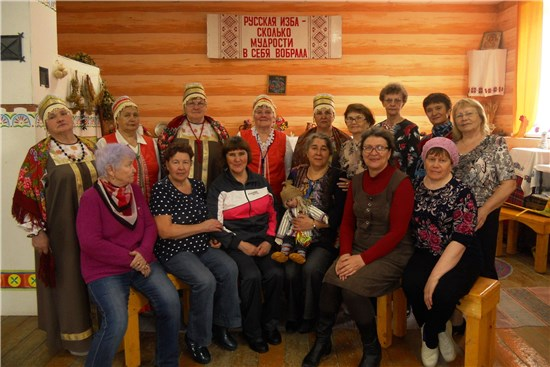 РУССКАЯ ИЗБА -
СКОЛЬКО
МУДРОСТИ
В СЕБЯ ВОБРАЛА